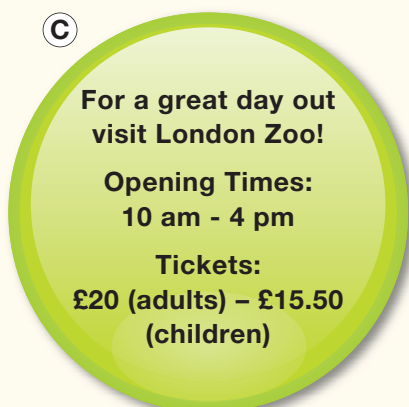 C
For a great day out
visit London Zoo!
Opening Times:
10 am - 4 pm
Tickets:
£20 (adults) – £15.50
(children)